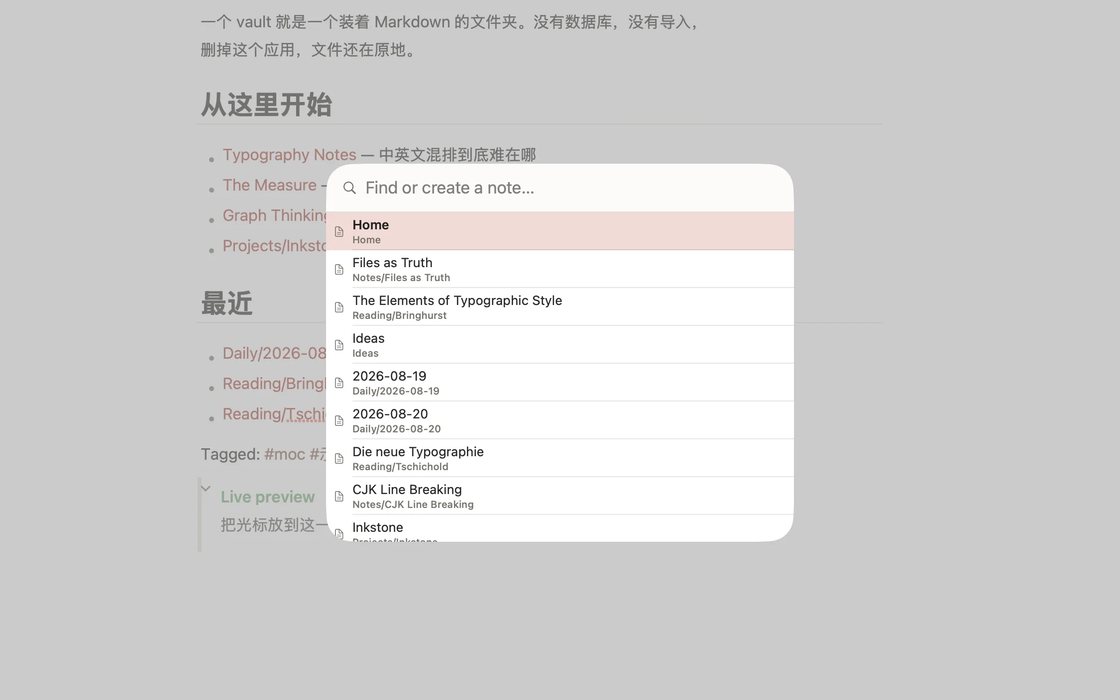 一个 vault 就是一个装着 Markdown 的文件夹。没有数据库，没有导入，
删掉这个应用，文件还在原地。
从这里开始
Typography Notes — 中英文混排到底难在哪
The Measure –
Graph Thinking
Projects/Inksto
最近
Daily/2026-08
Reading/Bringh
Reading/Tschi
Tagged: #moc
Live preview
把光标放到这一
Find or create a note...
Home
Home
Files as Truth
Notes/Files as Truth
The Elements of Typographic Style
Reading/Bringhurst
Ideas
Ideas
2026-08-19
Daily/2026-08-19
2026-08-20
Daily/2026-08-20
Die neue Typographie
Reading/Tschichold
CJK Line Breaking
Notes/CJK Line Breaking
Inkstone
Projects/Inkstone